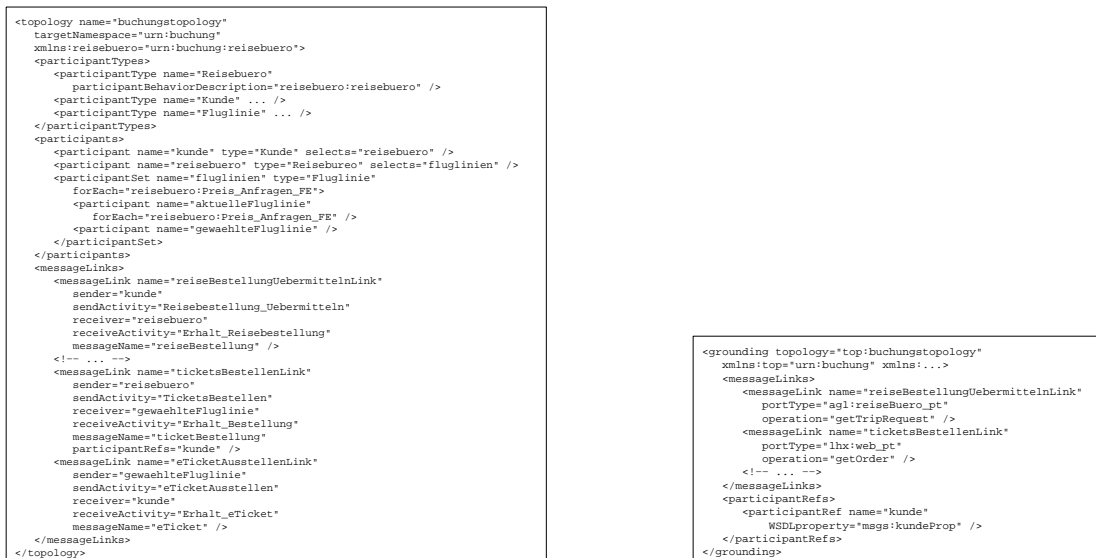 <topology name="buchungstopology"
targetNamespace="urn:buchung"
xmlns:reisebuero="urn:buchung:reisebuero">
<participantTypes>
<participantType name="Reisebuero"
participantBehaviorDescription="reisebuero:reisebuero" />
<participantType name="Kunde" ... />
<participantType name="Fluglinie" ... />
</participantTypes>
<participants>
<participant name="kunde" type="Kunde" selects="reisebuero" />
<participant name="reisebuero" type="Reisebureo" selects="fluglinien" />
<participantSet name="fluglinien" type="Fluglinie"
forEach="reisebuero:Preis_Anfragen_FE">
<participant name="aktuelleFluglinie"
forEach="reisebuero:Preis_Anfragen_FE" />
<participant name="gewaehlteFluglinie" />
</participantSet>
</participants>
<messageLinks>
<messageLink name="reiseBestellungUebermittelnLink"
sender="kunde"
sendActivity="Reisebestellung_Uebermitteln"
receiver="reisebuero"
receiveActivity="Erhalt_Reisebestellung"
messageName="reiseBestellung" />
<!-- ... -->
<messageLink name="ticketsBestellenLink"
sender="reisebuero"
sendActivity="TicketsBestellen"
receiver="gewaehlteFluglinie"
receiveActivity="Erhalt_Bestellung"
messageName="ticketBestellung"
participantRefs="kunde" />
<messageLink name="eTicketAusstellenLink"
sender="gewaehlteFluglinie"
sendActivity="eTicketAusstellen"
receiver="kunde"
receiveActivity="Erhalt_eTicket"
messageName="eTicket" />
</messageLinks>
</topology>
<grounding topology="top:buchungstopology"
xmlns:top="urn:buchung" xmlns:...>
<messageLinks>
<messageLink name="reiseBestellungUebermittelnLink"
portType="agl:reiseBuero_pt"
operation="getTripRequest" />
<messageLink name="ticketsBestellenLink"
portType="lhx:web_pt"
operation="getOrder" />
<!-- ... -->
</messageLinks>
<participantRefs>
<participantRef name="kunde"
WSDLproperty="msgs:kundeProp" />
</participantRefs>
</grounding>